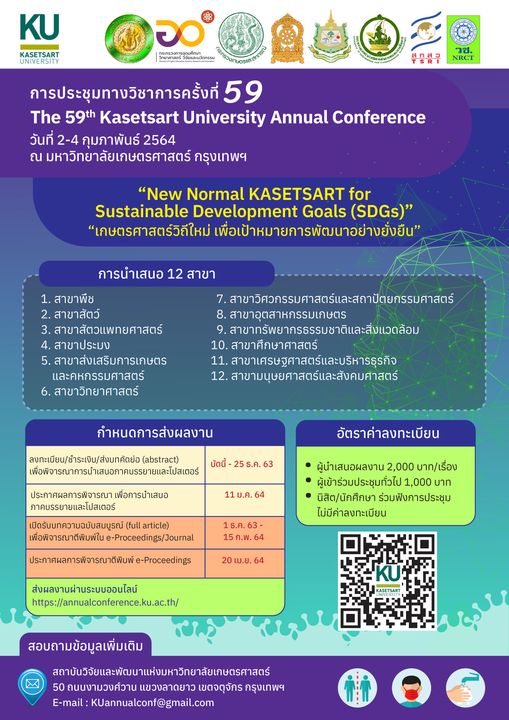 KU
KASETSART
UNIVERSITY
กระทรวงการอุดมศึกษา
วิทยาศาสตร์ วิจัยและนวัตกรรม
สกสว
TSRI
วช.
NRCT
การประชุมทางวิชาการครั้งที่ 59
The 59th Kasetsart University Annual Conference
วันที่ 2-4 กุมภาพันธ์ 2564
ณ มหาวิทยาลัยเกษตรศาสตร์ กรุงเทพฯ
“New Normal KASETSART for
Sustainable Development Goals (SDGs)”
“เกษตรศาสตร์วิถีใหม่ เพื่อเป้าหมายการพัฒนาอย่างยั่งยืน”
การนำเสนอ 12 สาขา
1. สาขาพืช
2. สาขาสัตว์
3. สาขาสัตวแพทยศาสตร์
4. สาขาประมง
5. สาขาส่งเสริมการเกษตร
และคหกรรมศาสตร์
6. สาขาวิทยาศาสตร์
7. สาขาวิศวกรรมศาสตร์และสถาปัตยกรรมศาสตร์
8. สาขาอุตสาหกรรมเกษตร
9. สาขาทรัพยากรธรรมชาติและสิ่งแวดล้อม
10. สาขาศึกษาศาสตร์
11. สาขาเศรษฐศาสตร์และบริหารธุรกิจ
12. สาขามนุษยศาสตร์และสังคมศาสตร์
กำหนดการส่งผลงาน
ลงทะเบียน/ชำระเงิน/ส่งบทคัดย่อ (abstract)
เพื่อพิจารณาการนำเสนอภาคบรรยายและโปสเตอร์
บัดนี้ - 25 ธ.ค. 63
ประกาศผลการพิจารณา เพื่อการนำเสนอ
ภาคบรรยายและโปสเตอร์
11 ม.ค. 64
เปิดรับบทความฉบับสมบูรณ์ (full article)
เพื่อพิจารณาตีพิมพ์ใน e-Proceedings/Journal
1 ธ.ค. 63 -
15 ก.พ. 64
ประกาศผลการพิจารณาตีพิมพ์ e-Proceedings
20 เม.ย. 64
ส่งผลงานผ่านระบบออนไลน์
https://annualconference.ku.ac.th/
อัตราค่าลงทะเบียน
• ผู้นำเสนอผลงาน 2,000 บาท/เรื่อง
• ผู้เข้าร่วมประชุมทั่วไป 1,000 บาท
• นิสิต/นักศึกษา ร่วมฟังการประชุม
ไม่มีค่าลงทะเบียน
KU
KASETSART
UNIVERSITY
สอบถามข้อมูลเพิ่มเติม
สถาบันวิจัยและพัฒนาแห่งมหาวิทยาลัยเกษตรศาสตร์
50 ถนนงามวงศ์วาน แขวงลาดยาว เขตจตุจักร กรุงเทพฯ
E-mail : KUannualconf@gmail.com